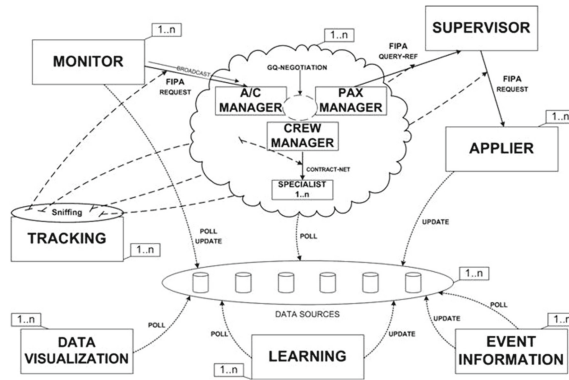 SUPERVISOR
1..n
1..n
MONITOR
BROADCAST
GQ-NEGOTIATION
FIPA
QUERY-REF
FIPA
REQUEST
FIPA
REQUEST
A/C
MANAGER
PAX
MANAGER
CREW
MANAGER
1..n
APPLIER
CONTRACT-NET
SPECIALIST
1..n
Sniffing
TRACKING
1..n
POLL
UPDATE
POLL
UPDATE
1..n
DATA SOURCES
1..n
DATA
VISUALIZATION
POLL
POLL
LEARNING
1..n
UPDATE
UPDATE
POLL
1..n
EVENT
INFORMATION